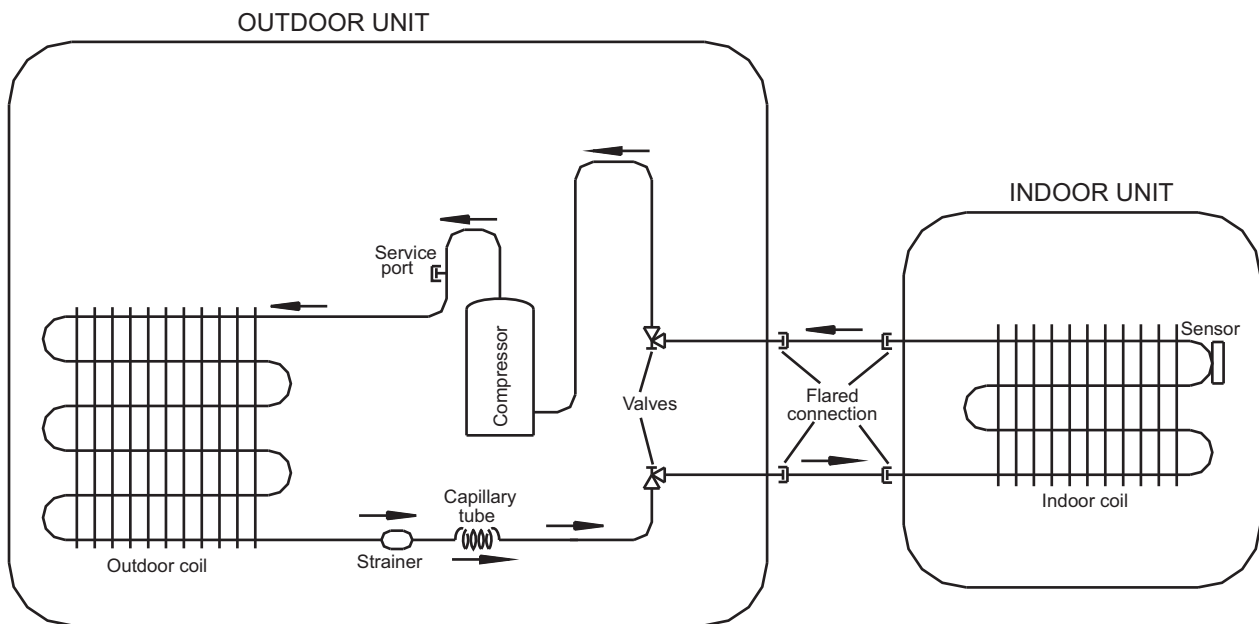 OUTDOOR UNIT
INDOOR UNIT
Service
port
Compressor
Valves
Flared
connection
Sensor
Capillary
tube
Strainer
Outdoor coil
Indoor coil